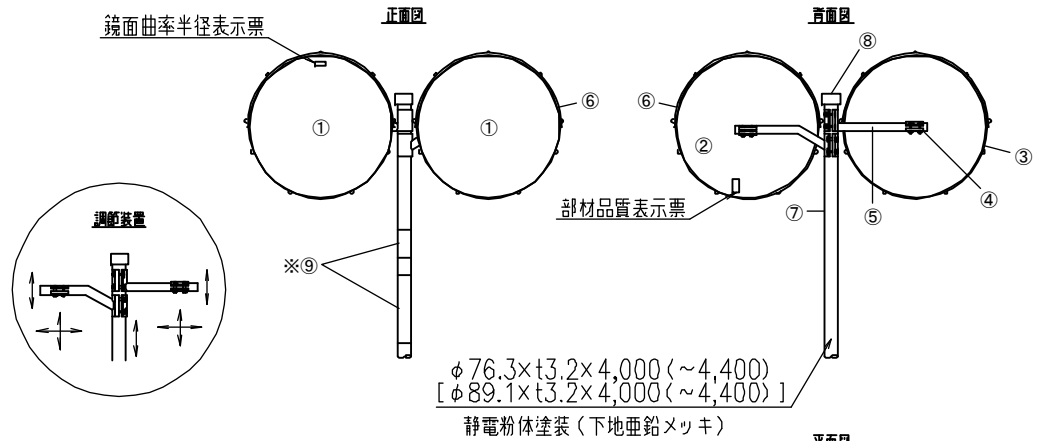 正面図
背面図
鏡面曲率半径表示票
⑧
⑥
⑥
①
①
②
③
④
部材品質表示票
⑦
⑤
調節装置
※⑨
φ76.3×t3.2×4,000(~4,400)
[φ89.1×t3.2×4,000(~4,400)]
静電粉体塗装(下地亜鉛メッキ)
平面図